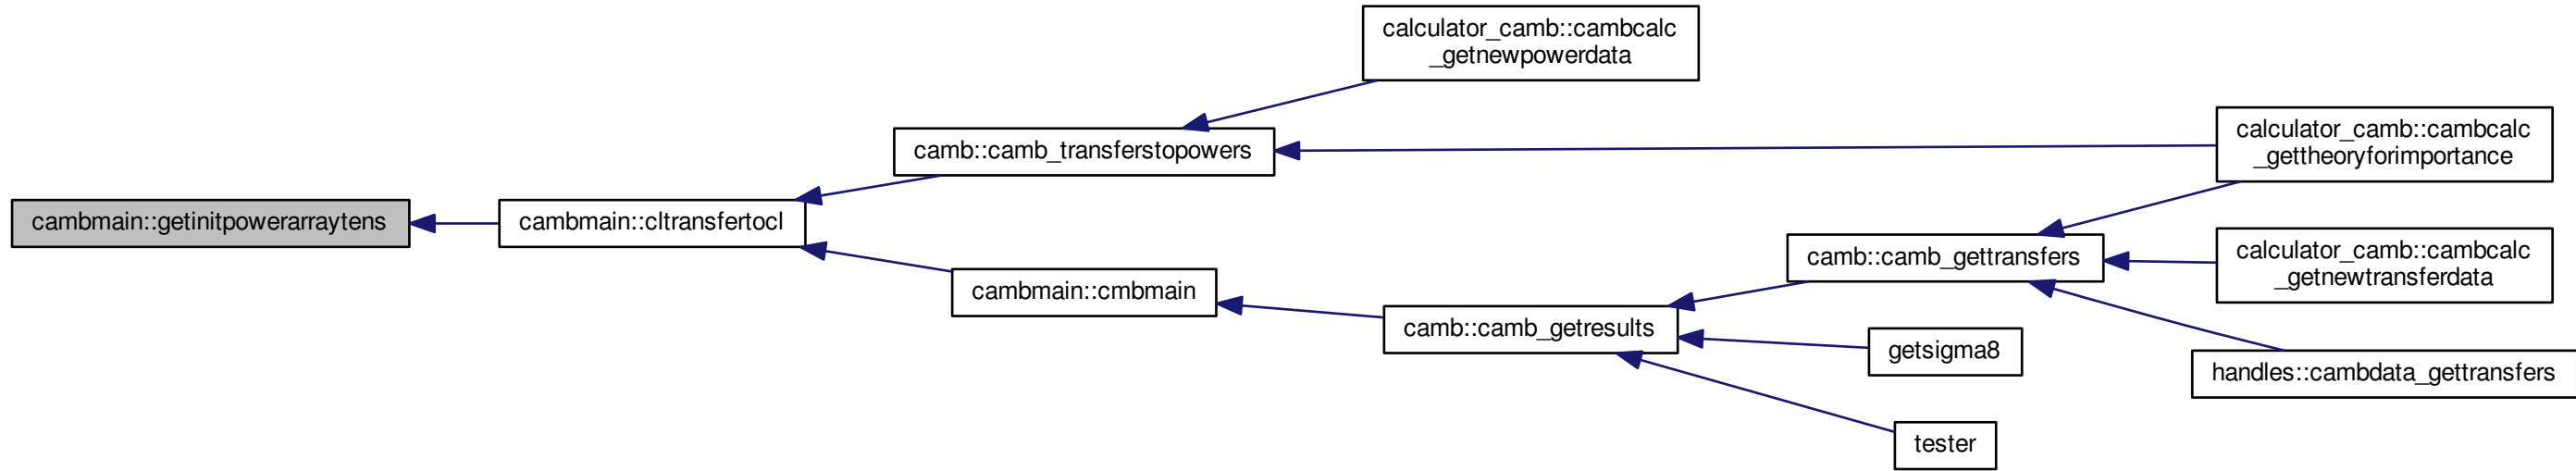 calculator_camb::cambcalc
_getnewpowerdata
calculator_camb::cambcalc
_gettheoryforimportance
camb::camb_transferstopowers
cambmain::getinitpowerarraytens
cambmain::cltransfertocl
camb::camb_gettransfers
calculator_camb::cambcalc
_getnewtransferdata
cambmain::cmbmain
camb::camb_getresults
getsigma8
handles::cambdata_gettransfers
tester